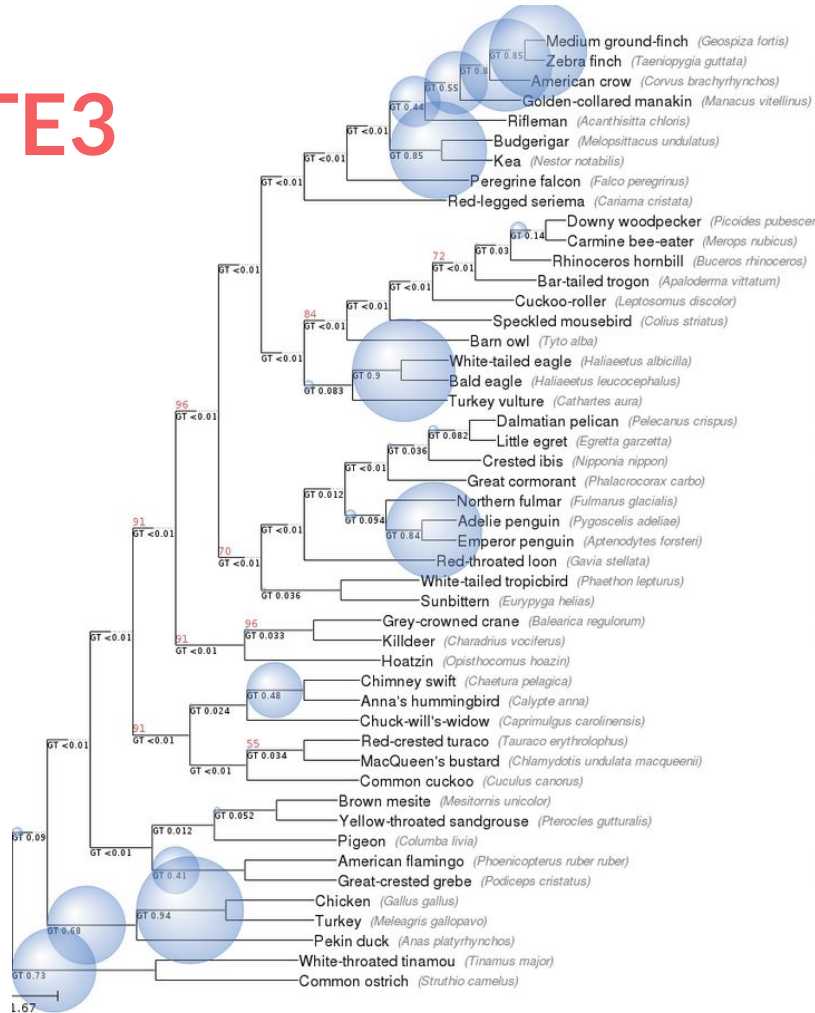 TE3
Medium ground-finch (Geospiza fortis)
GT 0.85
Zebra finch (Taeniopygia guttata)
GT 0.8
American crow (Corvus brachyrhynchos)
GT 0.55
Golden-collared manakin (Manacus vitellinus)
GT 0.44
Rifleman (Acanthisitta chloris)
GT <0.01
Budgerigar (Melopsittacus undulatus)
GT 0.85
Kea (Nestor notabilis)
GT <0.01
Peregrine falcon (Falco peregrinus)
GT <0.01
Red-legged seriema (Cariama cristata)
Downy woodpecker (Picoides pubescer
GT 0.14
Carmine bee-eater (Merops nubicus)
GT 0.03
Rhinoceros hornbill (Buceros rhinoceros)
72
GT <0.01
GT <0.01
Bar-tailed trogon (Apaloderma vittatum)
GT <0.01
Cuckoo-roller (Leptosomus discolor)
GT <0.01
84
Speckled mousebird (Colius striatus)
GT <0.01
Barn owl (Tyto alba)
GT <0.01
White-tailed eagle (Haliaeetus albicilla)
GT 0.9
Bald eagle (Haliaeetus leucocephalus)
GT 0.083
Turkey vulture (Cathartes aura)
96
GT <0.01
Dalmatian pelican (Pelecanus crispus)
GT 0.082
Little egret (Egretta garzetta)
GT 0.036
Crested ibis (Nipponia nippon)
GT <0.01
Great cormorant (Phalacrocorax carbo)
GT 0.012
Northern fulmar (Fulmarus glacialis)
GT 0.094
Adelie penguin (Pygoscelis adeliae)
91
GT <0.01
GT <0.01
GT 0.84
Emperor penguin (Aptenodytes forsteri)
70
GT <0.01
Red-throated loon (Gavia stellata)
White-tailed tropicbird (Phaethon lepturus)
GT 0.036
Sunbittern (Eurypyga helias)
Grey-crowned crane (Balearica regulorum)
96
GT 0.033
GT <0.01
Killdeer (Charadrius vociferus)
91
GT <0.01
Hoatzin (Opisthocomus hoazin)
Chimney swift (Chaetura pelagica)
GT 0.48
Anna's hummingbird (Calypte anna)
GT 0.024
Chuck-will's-widow (Caprimulgus carolinensis)
91
GT <0.01
Red-crested turaco (Tauraco erythrolophus)
55
GT 0.034
GT <0.01
MacQueen's bustard (Chlamydotis undulata macqueenii)
GT <0.01
Common cuckoo (Cuculus canorus)
Brown mesite (Mesitornis unicolor)
GT 0.052
Yellow-throated sandgrouse (Pterocles gutturalis)
GT 0.09
GT 0.012
Pigeon (Columba livia)
GT <0.01
American flamingo (Phoenicopterus ruber ruber)
GT 0.41
Great-crested grebe (Podiceps cristatus)
Chicken (Gallus gallus)
GT 0.94
Turkey (Meleagris gallopavo)
GT 0.68
Pekin duck (Anas platyrhynchos)
White-throated tinamou (Tinamus major)
GT 0.73
Common ostrich (Struthio camelus)
1.67